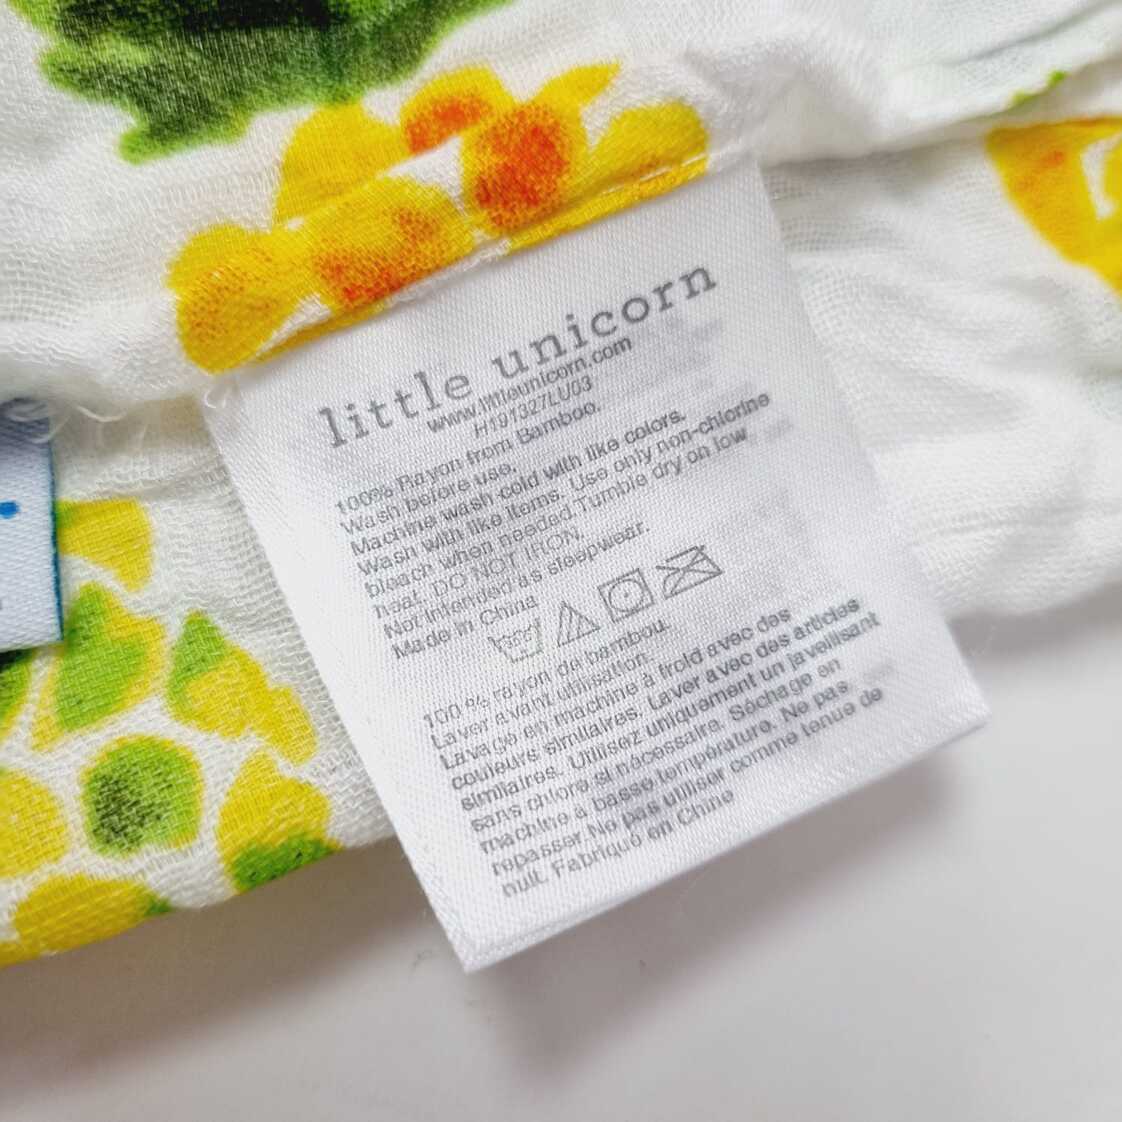 little unicorn
www.littleunicorn.com
H191327LU03
100% Rayon from Bamboo.
Wash before use.
Machine wash cold with like colors.
Wash with like items. Use only non-chlorine
bleach when needed.Tumble dry on low
heat. DO NOT IRON.
Not intended as sleepwear.
Made in China
100 % rayon de bambou.
Laver avant utilisation.
Lavage en machine à froid avec des
couleurs similaires. Laver avec des articles
similaires. Utilisez uniquement un javellisant
sans chlore si nécessaire. Séchage en
machine à basse température. Ne pas
repasser.Ne pas utiliser comme tenue de
nuit. Fabriqué en Chine